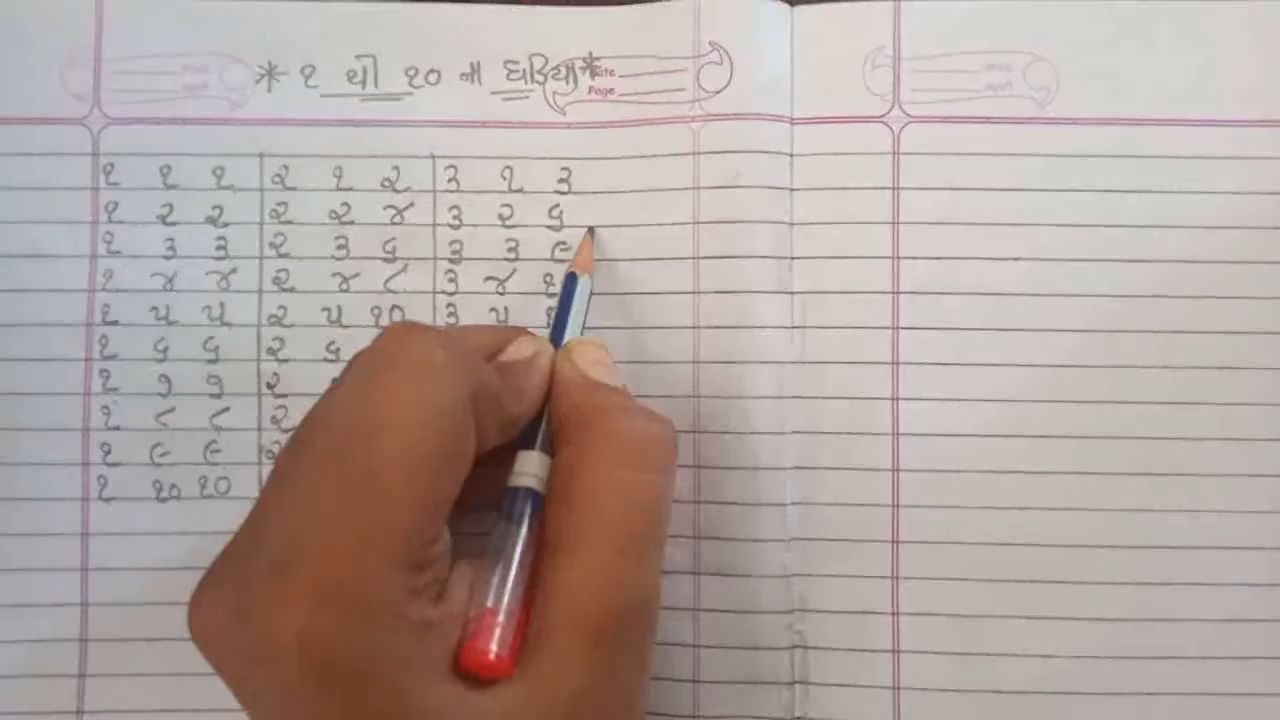 * ૧ થી ૧૦ ના ઘડિયા *
Date
Page
૧ ૧ ૧ ૨ ૧ ૨ ૩ ૧ ૩
૧ ૨ ૨ ૨ ૨ ૪ ૩ ૨ ૬
૧ ૩ ૩ ૨ ૩ ૬ ૩ ૩ ૯
૧ ૪ ૪ ૨ ૪ ૮ ૩ ૪ ૧
૧ ૫ ૫ ૨ ૫ ૧૦ ૩ ૫ ૧
૧ ૬ ૬ ૨ ૬
૧ ૭ ૭ ૨
૧ ૮ ૮ ૨
૧ ૯ ૯ ૨
૧ ૧૦ ૧૦